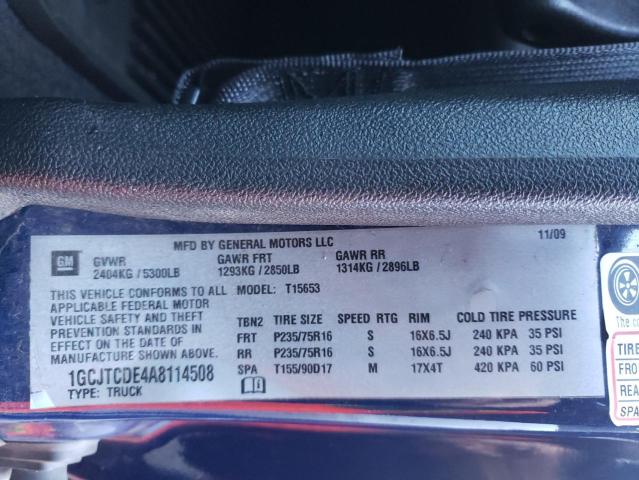 MFD BY GENERAL MOTORS LLC 11/09
GM GVWR GAWR FRT GAWR RR
2404KG / 5300LB 1293KG / 2850LB 1314KG / 2896LB
THIS VEHICLE CONFORMS TO ALL MODEL: T15653
APPLICABLE FEDERAL MOTOR
VEHICLE SAFETY AND THEFT
PREVENTION STANDARDS IN
EFFECT ON THE DATE OF
MANUFACTURE SHOWN ABOVE.
1GCJTCDE4A8114508
TYPE: TRUCK
TBN2 TIRE SIZE SPEED RTG RIM COLD TIRE PRESSURE
FRT P235/75R16 S 16X6.5J 240 KPA 35 PSI
RR P235/75R16 S 16X6.5J 240 KPA 35 PSI
SPA T155/90D17 M 17X4T 420 KPA 60 PSI
The co
TIRE
FRO
REA
SPA